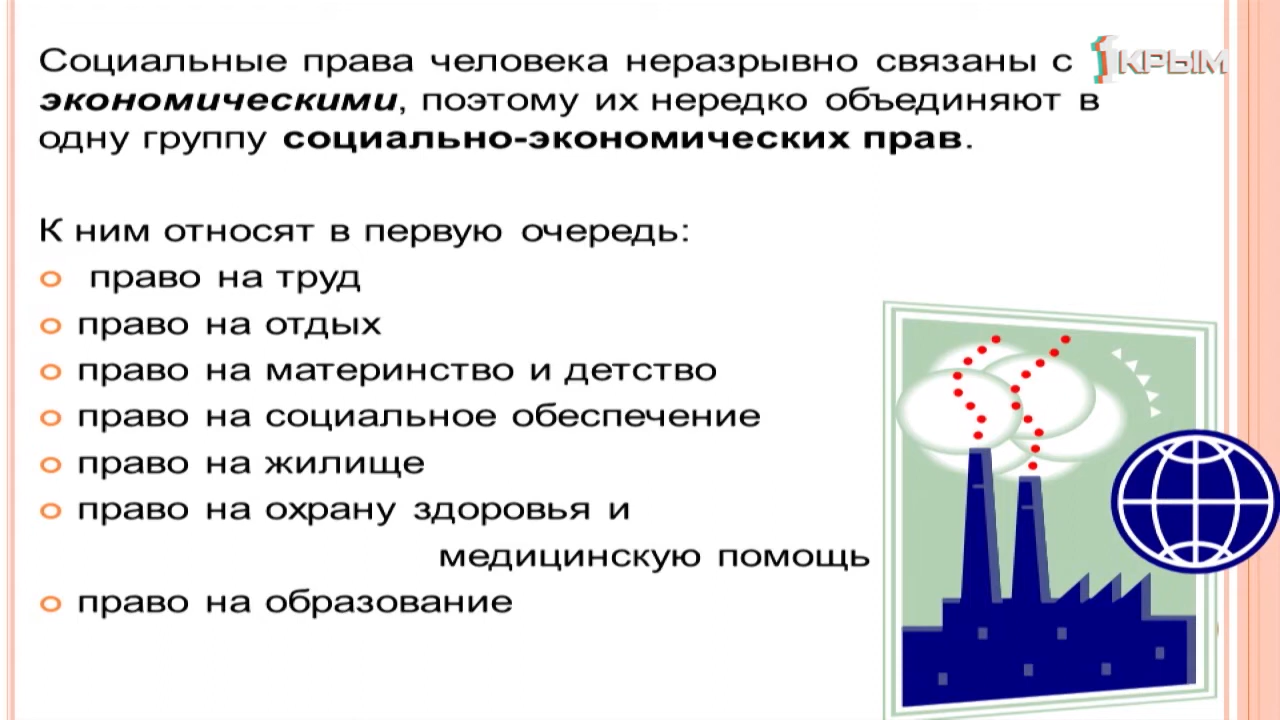 Социальные права человека неразрывно связаны с
экономическими, поэтому их нередко объединяют в
одну группу социально-экономических прав.
К ним относят в первую очередь:
право на труд
право на отдых
право на материнство и детство
право на социальное обеспечение
право на жилище
право на охрану здоровья и
медицинскую помощь
право на образование
1КРЫМ